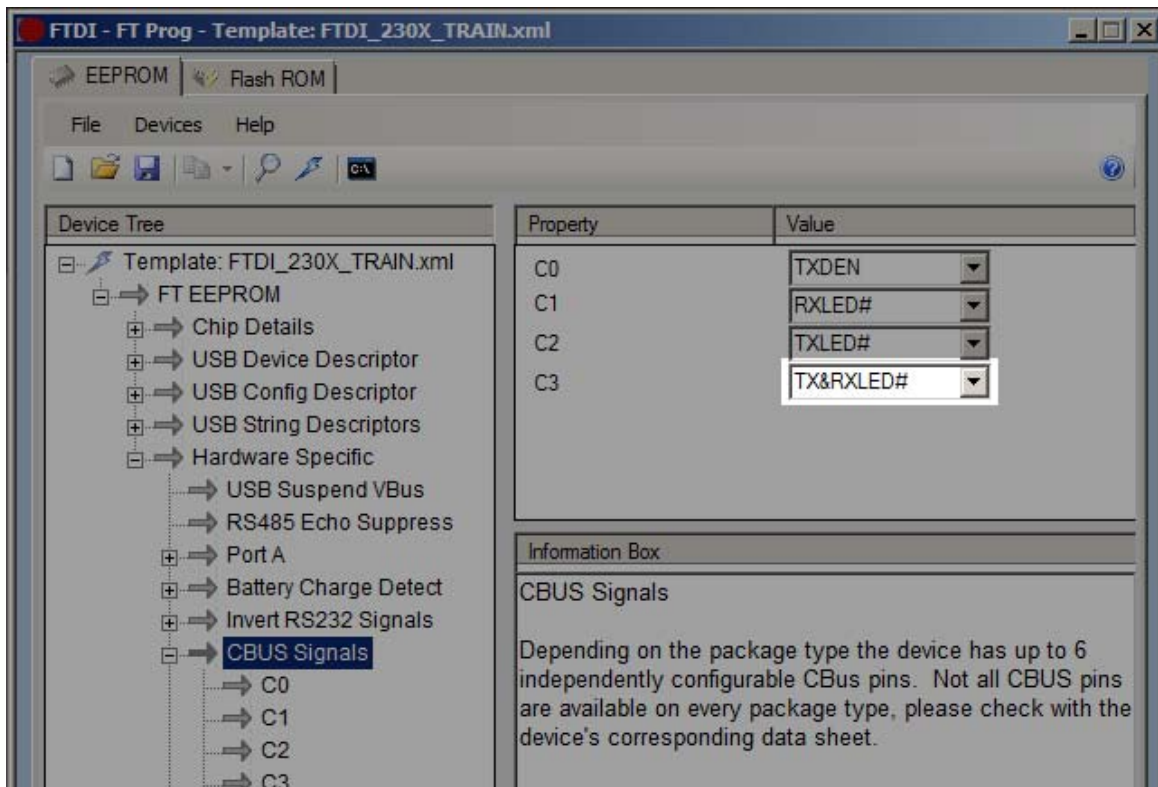 FTDI - FT Prog - Template: FTDI_230X_TRAIN.xml
EEPROM Flash ROM
File Devices Help
C:\
Device Tree
Template: FTDI_230X_TRAIN.xml
FT EEPROM
Chip Details
USB Device Descriptor
USB Config Descriptor
USB String Descriptors
Hardware Specific
USB Suspend VBus
RS485 Echo Suppress
Port A
Battery Charge Detect
Invert RS232 Signals
CBUS Signals
C0
C1
C2
C3
Property Value
C0 TXDEN
C1 RXLED#
C2 TXLED#
C3 TX&RXLED#
Information Box
CBUS Signals
Depending on the package type the device has up to 6
independently configurable CBus pins. Not all CBUS pins
are available on every package type, please check with the
device's corresponding data sheet.